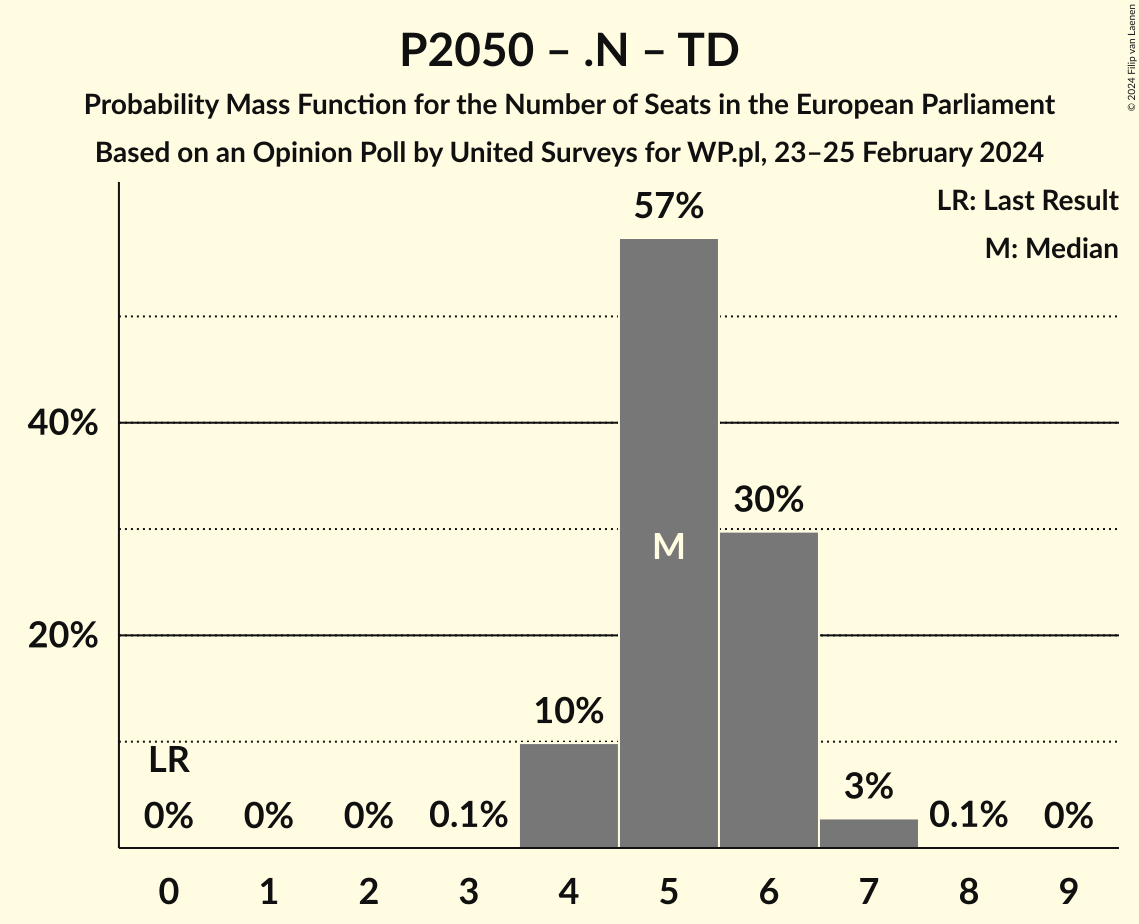 P2050 – .N – TD
Probability Mass Function for the Number of Seats in the European Parliament
Based on an Opinion Poll by United Surveys for WP.pl, 23–25 February 2024
© 2024 Filip van Laenen
LR: Last Result
M: Median
57%
40%
30%
M
20%
10%
LR
3%
0% 0% 0% 0.1% 0.1% 0%
0 1 2 3 4 5 6 7 8 9